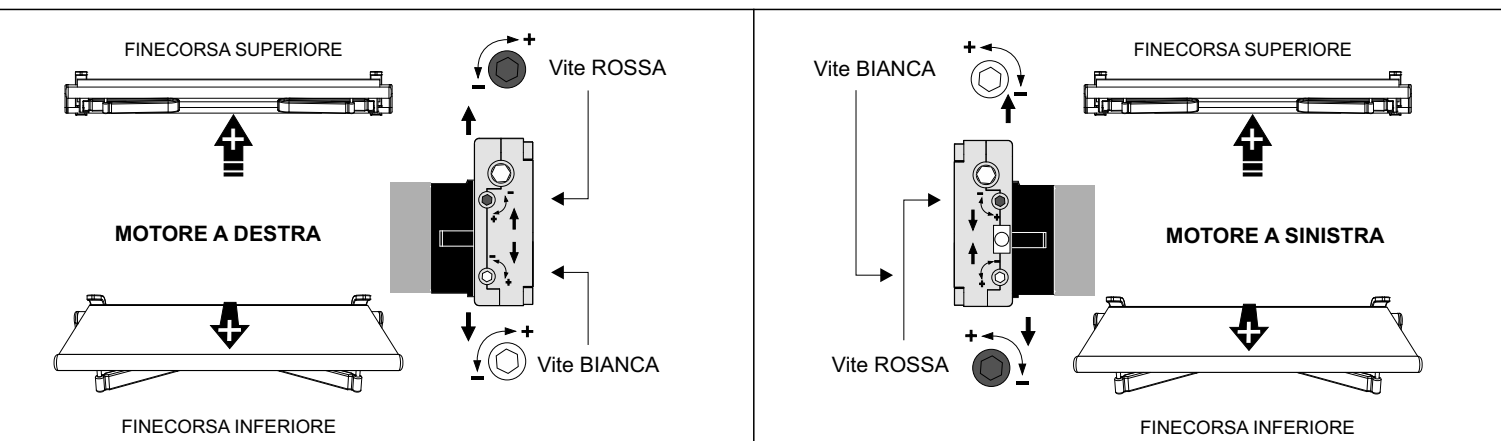 FINECORSA SUPERIORE
+
-
Vite ROSSA
+
-
+
MOTORE A DESTRA
-
+
+
+
-
Vite BIANCA
FINECORSA INFERIORE
Vite BIANCA
+
-
FINECORSA SUPERIORE
+
-
+
MOTORE A SINISTRA
-
+
+
Vite ROSSA
+
-
FINECORSA INFERIORE